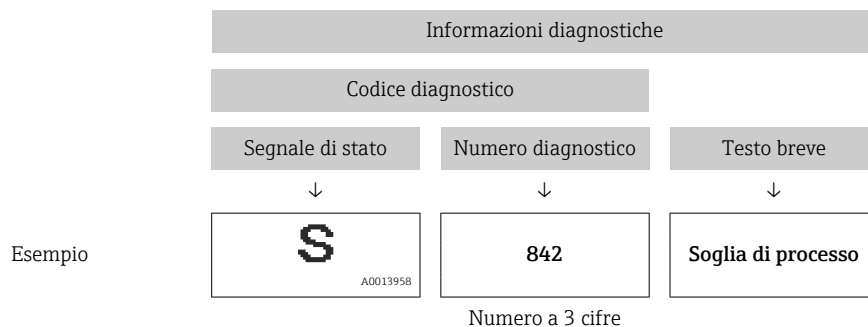 Informazioni diagnostiche
Codice diagnostico
Segnale di stato Numero diagnostico Testo breve
↓ ↓ ↓
Esempio S 842 Soglia di processo
A0013958
Numero a 3 cifre